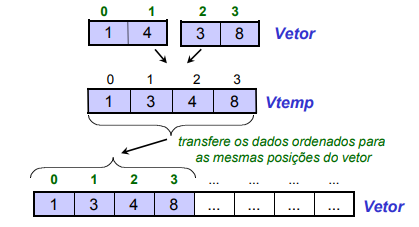 0 1 2 3
1 4 3 8 Vetor
0 1 2 3
1 3 4 8 Vtemp
transfere os dados ordenados para
as mesmas posições do vetor
0 1 2 3 ... ... ... ...
1 3 4 8 ... ... ... ... Vetor